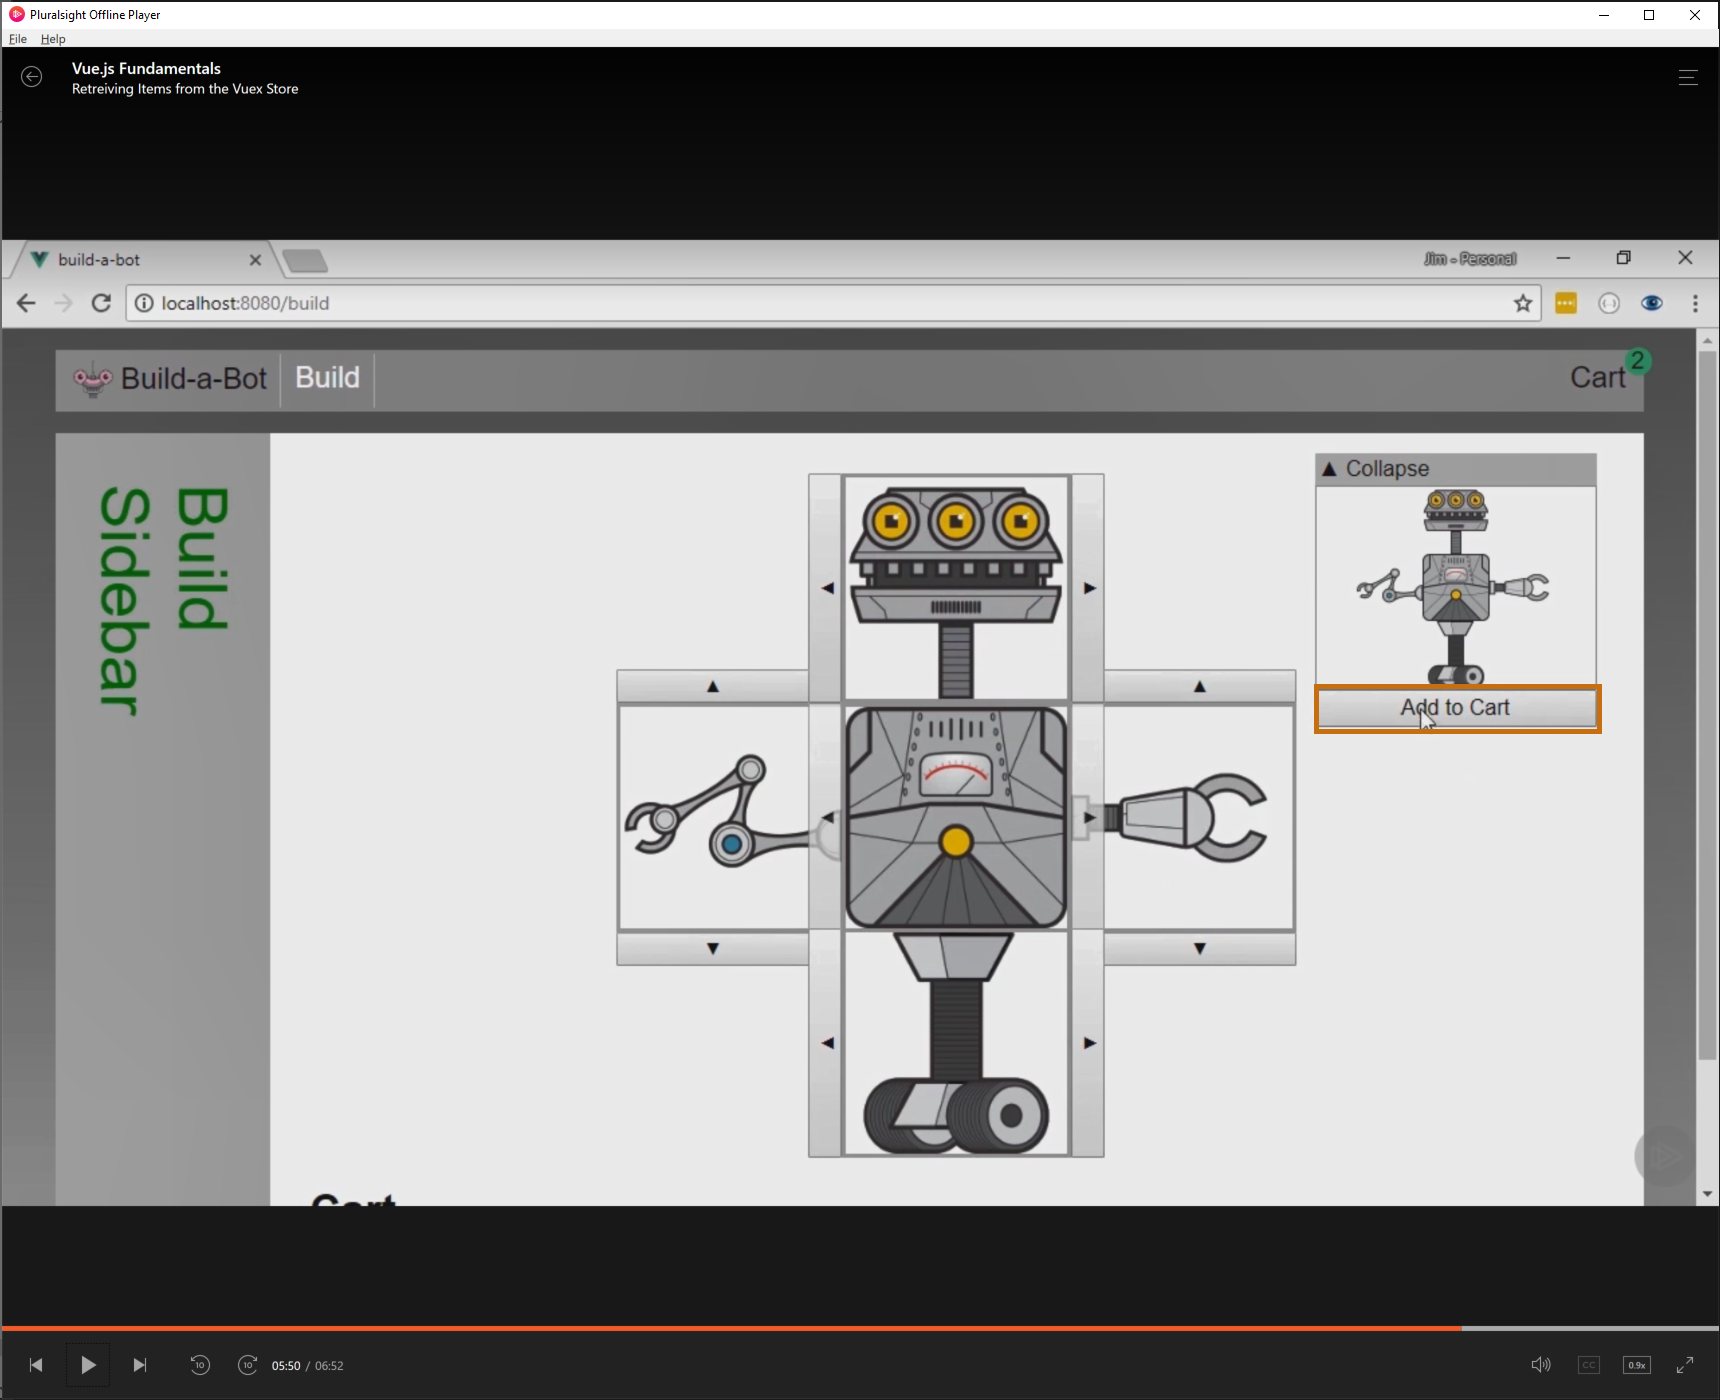 Pluralsight Offline Player
File Help
Vue.js Fundamentals
Retreiving Items from the Vuex Store
build-a-bot
Jim - Personal
localhost:8080/build
Build-a-Bot Build Cart 2
Build
Sidebar
▲ Collapse
Add to Cart
Cart
10 10 05:50 / 06:52 CC 0.9x